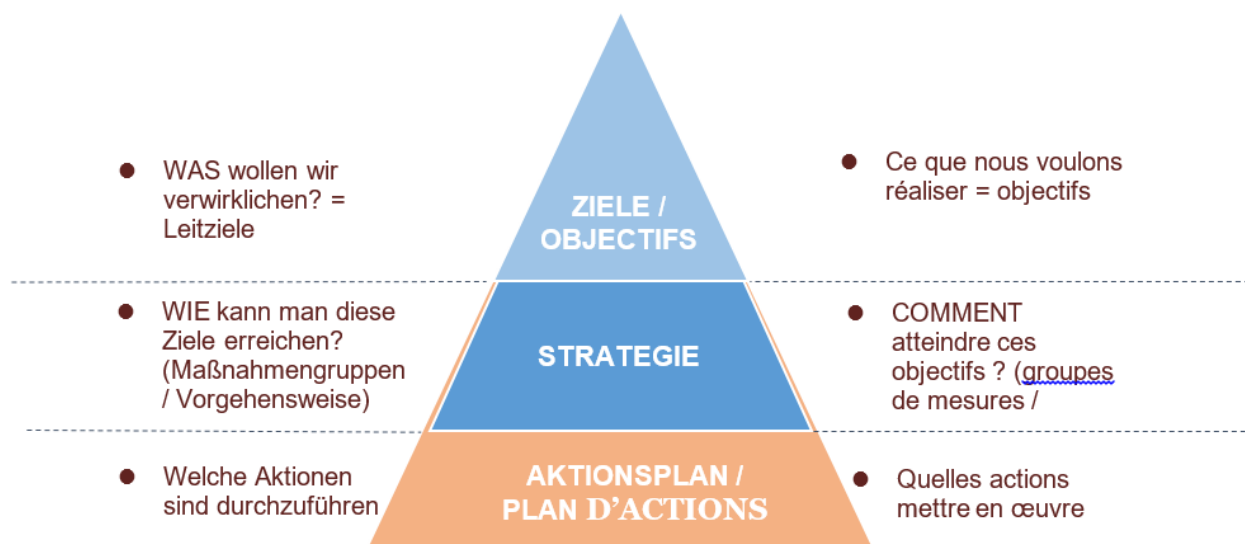 ● WAS wollen wir
verwirklichen? =
Leitziele
ZIELE /
OBJECTIFS
● Ce que nous voulons
réaliser = objectifs
● WIE kann man diese
Ziele erreichen?
(Maßnahmengruppen
/ Vorgehensweise)
STRATEGIE
● COMMENT
atteindre ces
objectifs ? (groupes
de mesures /
● Welche Aktionen
sind durchzuführen
AKTIONSPLAN /
PLAN D’ACTIONS
● Quelles actions
mettre en œuvre